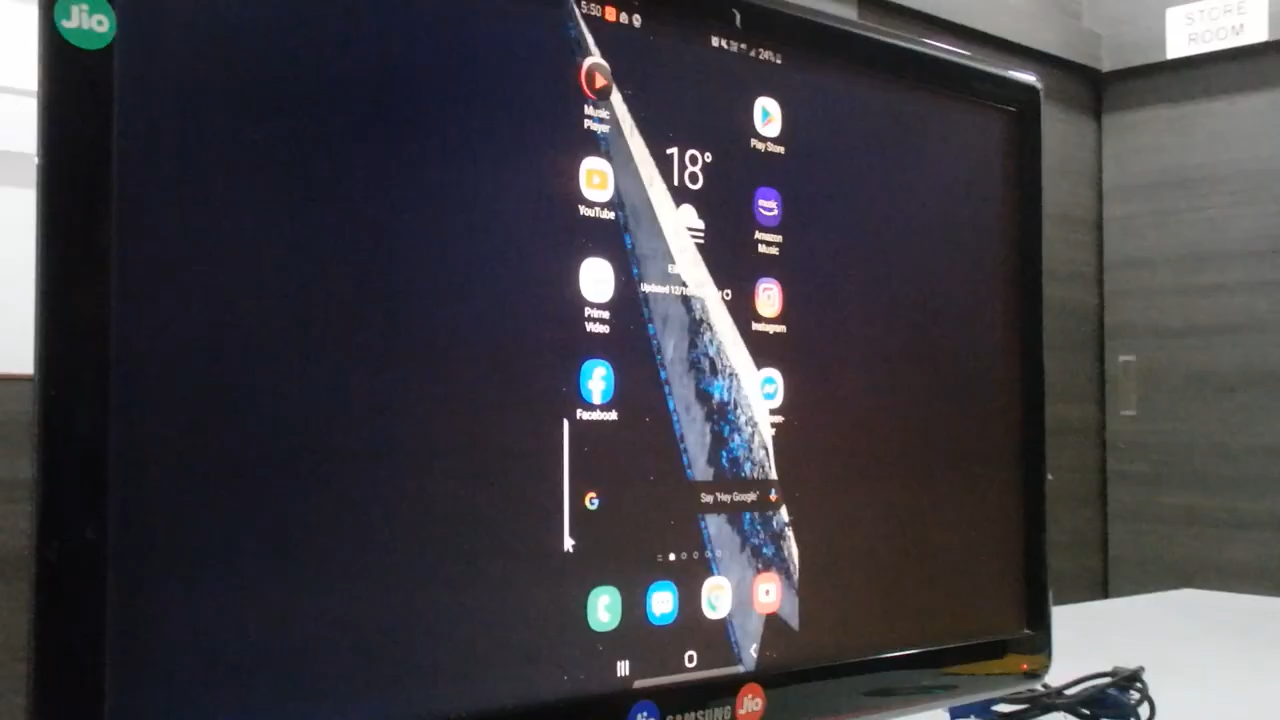 Jio
STORE
ROOM
5:50
24%
Music
Player
Play Store
18°
YouTube
music
Amazon
Music
Prime
Video
Instagram
Facebook
Say "Hey Google"
SAMSUNG
Jio